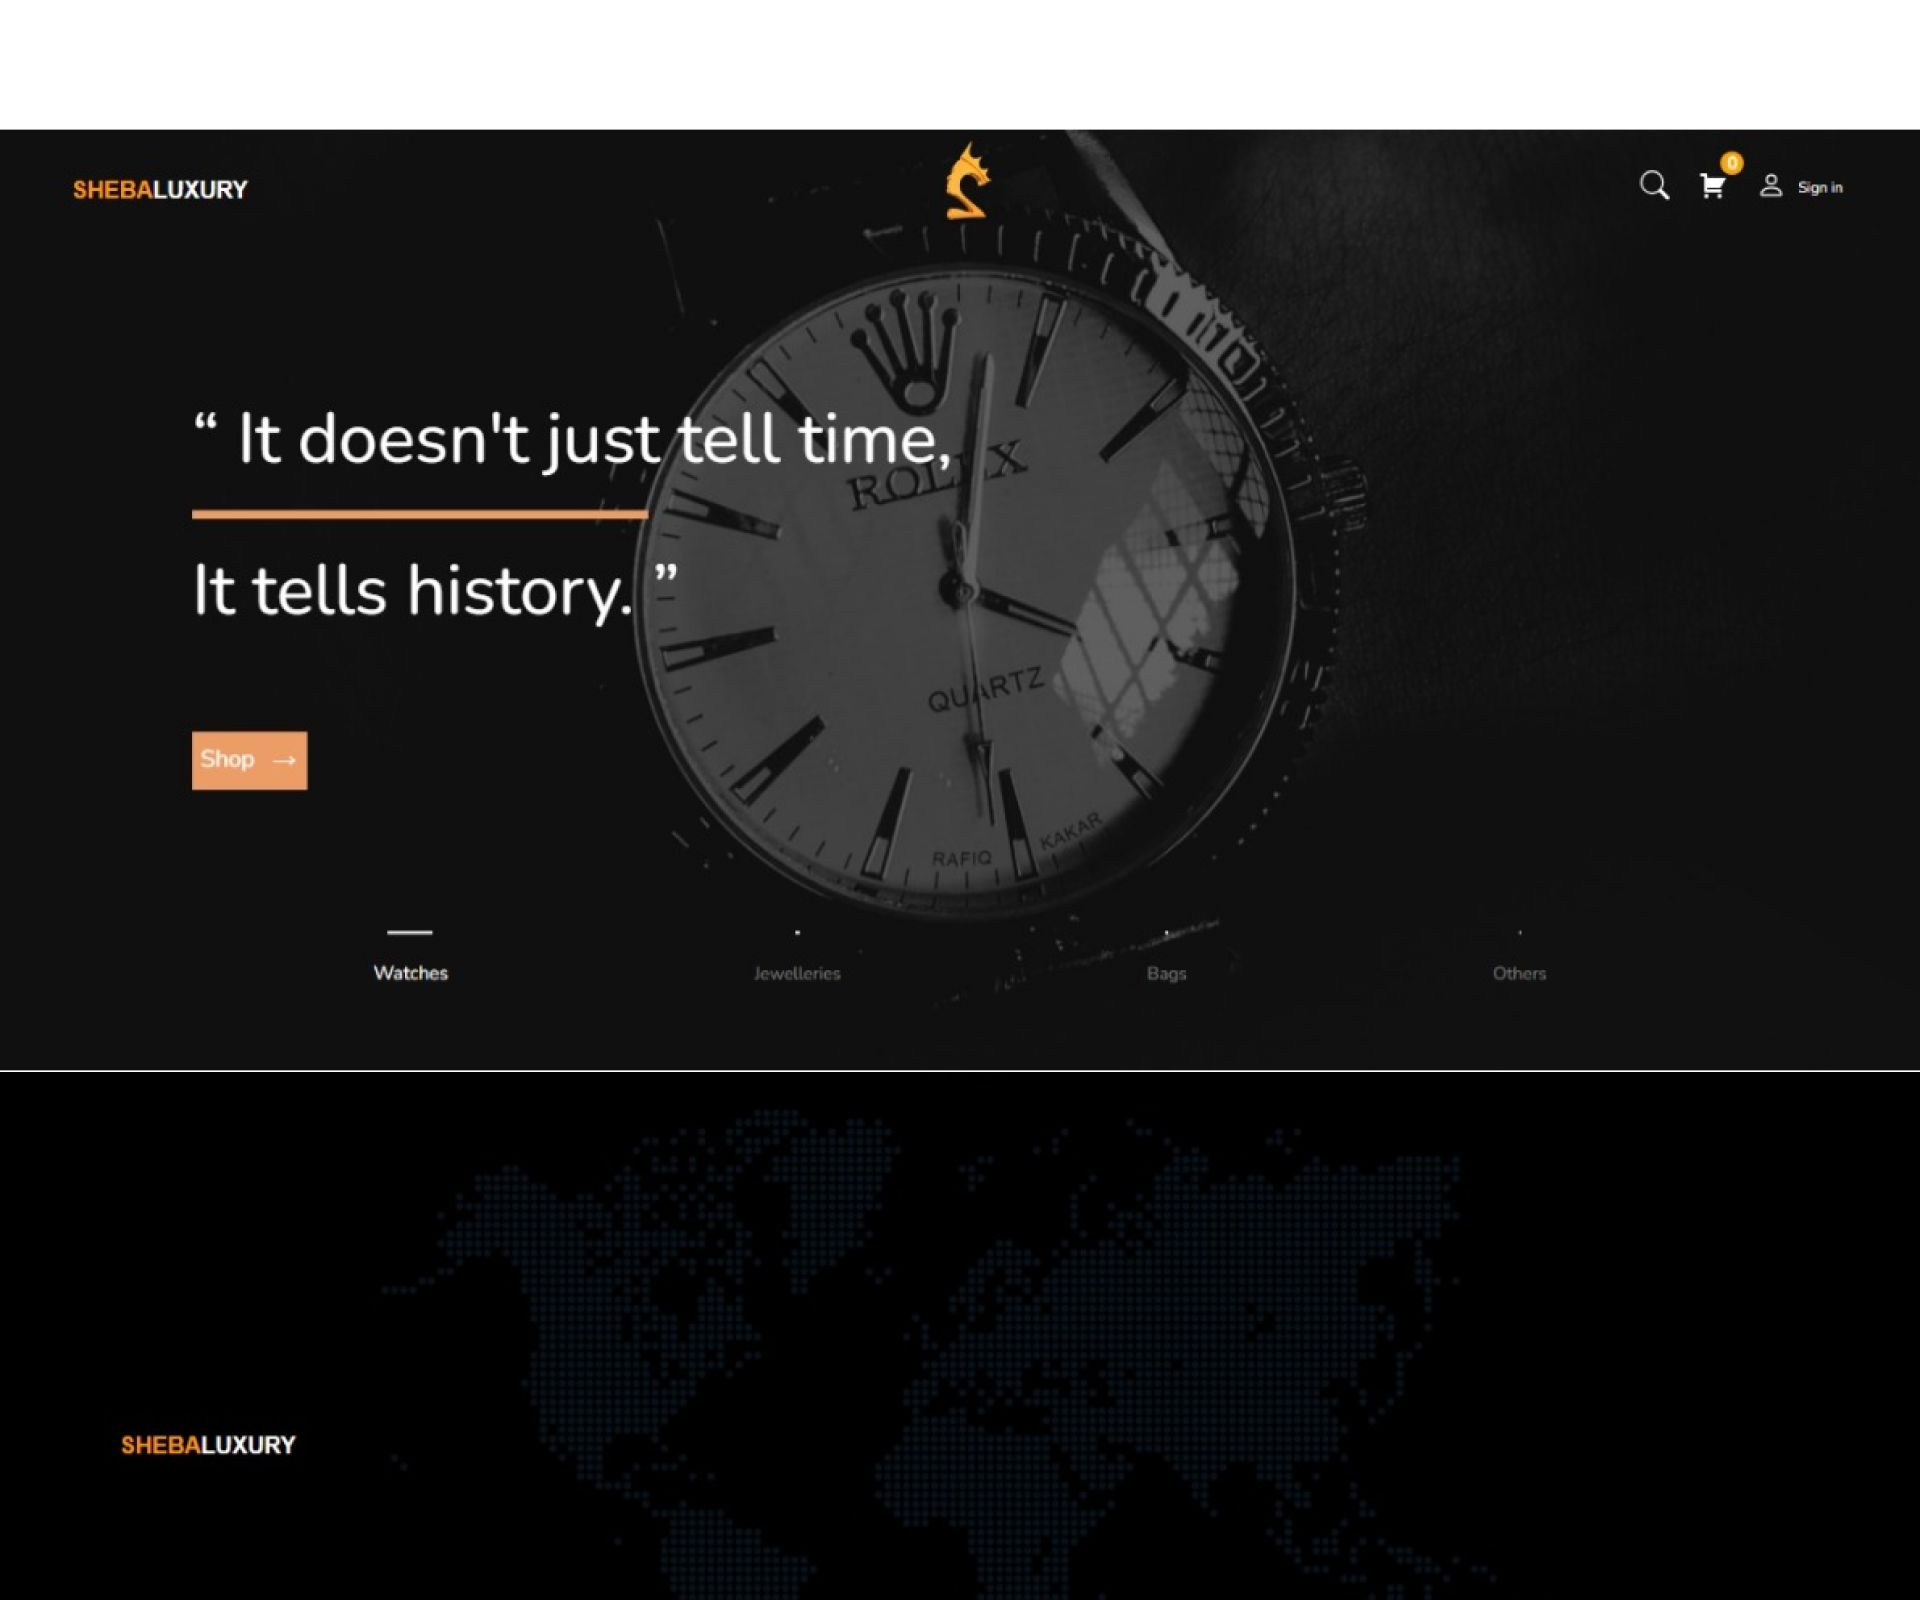 SHEBALUXURY
0
Sign in
“ It doesn't just tell time,
ROLEX
It tells history. ”
QUARTZ
Shop →
RAFIQ KAKAR
Watches
Jewelleries
Bags
Others
SHEBALUXURY